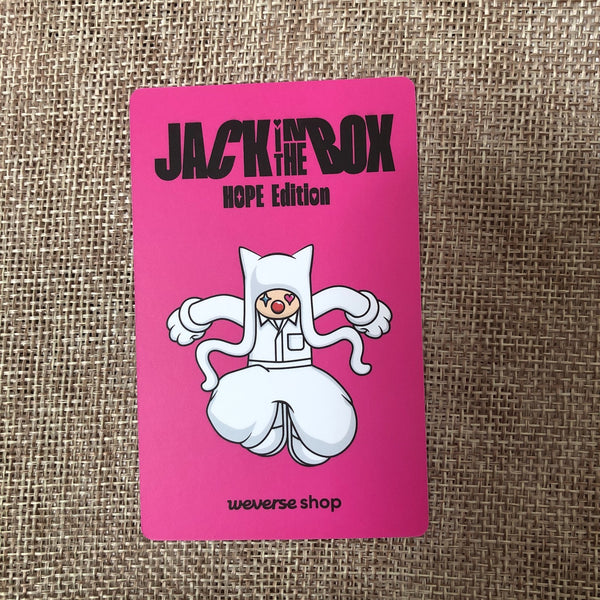 JACK IN THE BOX
HOPE Edition
weverse shop